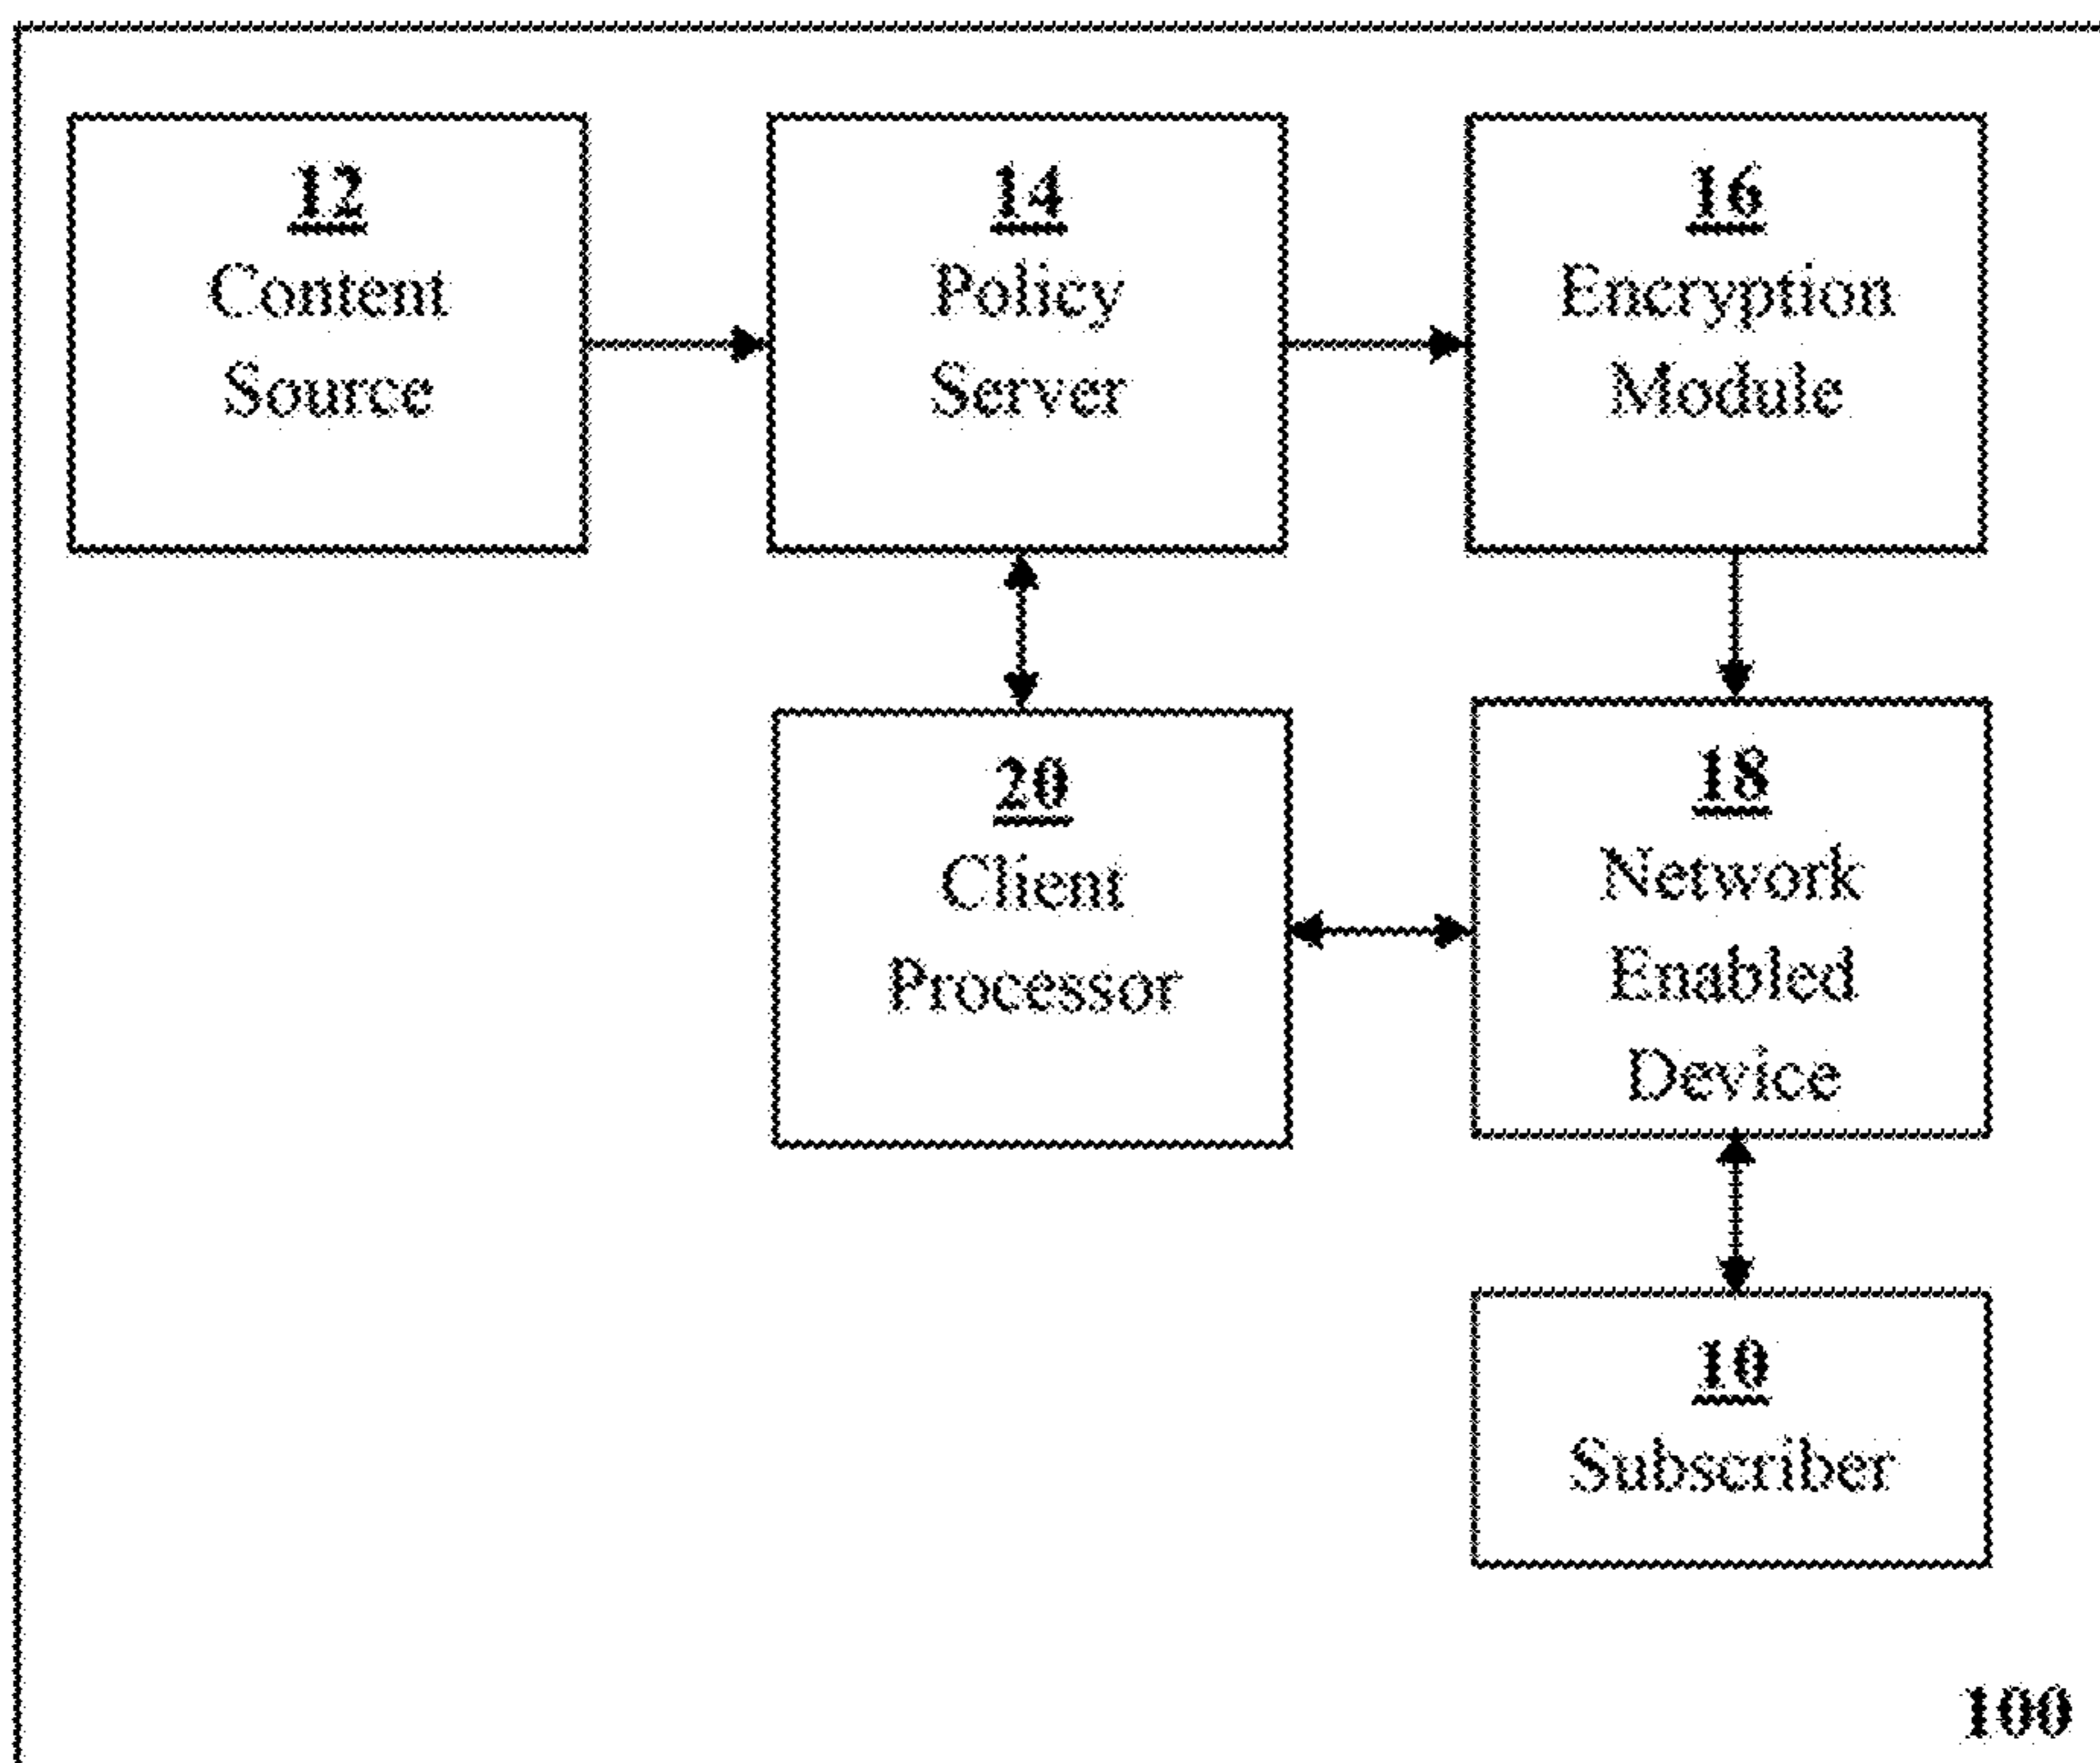 12
Content
Source
14
Policy
Server
16
Encryption
Module
20
Client
Processor
18
Network
Enabled
Device
10
Subscriber
100